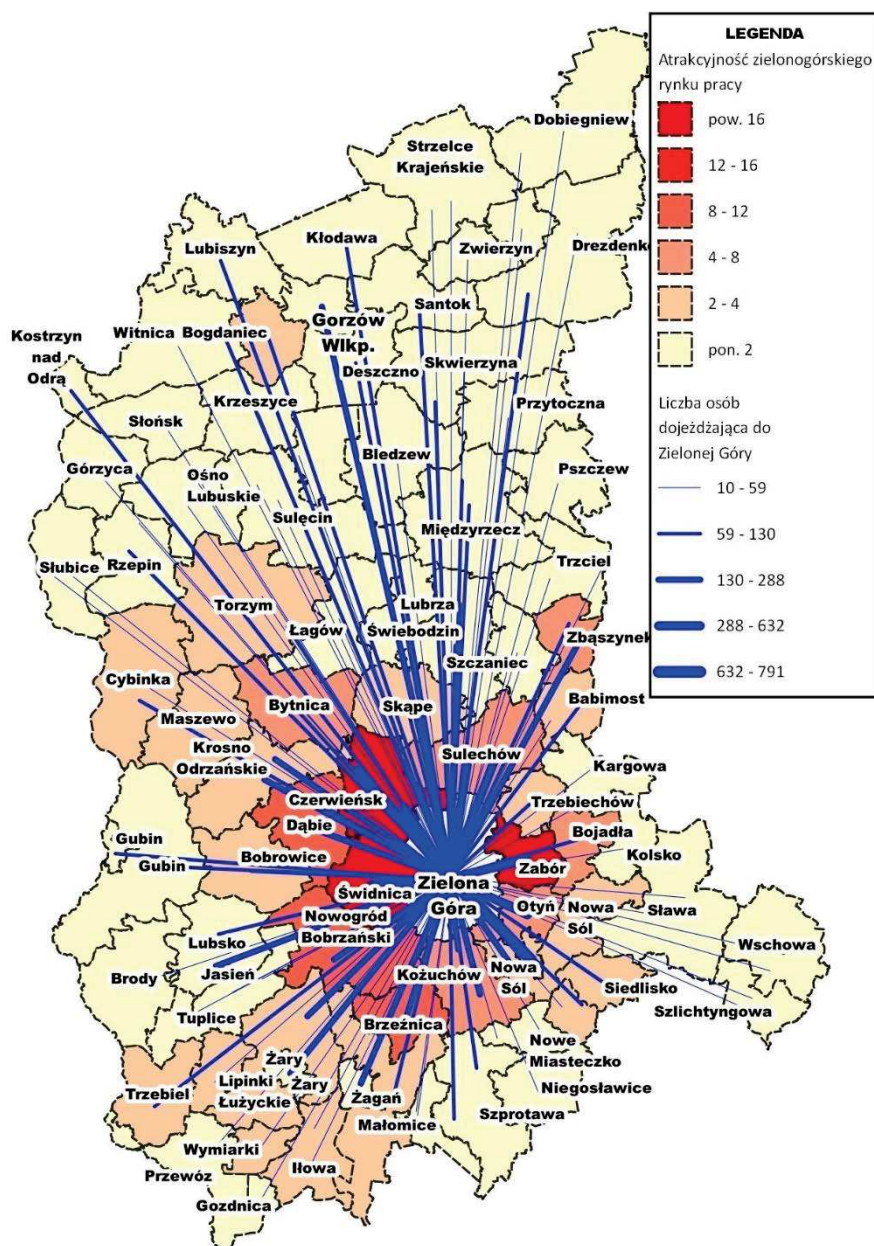 LEGENDA
Atrakcyjność zielonogórskiego
rynku pracy
pow. 16
12 - 16
8 - 12
4 - 8
2 - 4
pon. 2
Liczba osób
dojeżdżająca do
Zielonej Góry
10 - 59
59 - 130
130 - 288
288 - 632
632 - 791
Dobiegniew
Strzelce
Krajeńskie
Kłodawa
Lubiszyn
Zwierzyn
Drezdenko
Santok
Gorzów
Wlkp.
Witnica
Bogdaniec
Kostrzyn
nad
Odrą
Deszczno
Skwierzyna
Krzeszyce
Przytoczna
Słońsk
Bledzew
Górzyca
Ośno
Lubuskie
Pszczew
Sulęcin
Międzyrzecz
Słubice
Rzepin
Trzciel
Torzym
Lubrza
Łagów
Świebodzin
Zbąszynek
Szczaniec
Cybinka
Babimost
Maszewo
Bytnica
Skąpe
Krosno
Odrzańskie
Sulechów
Kargowa
Czerwieńsk
Trzebiechów
Dąbie
Bojadła
Gubin
Bobrowice
Kolsko
Gubin
Zabór
Świdnica
Zielona
Góra
Nowogród
Bobrzański
Otyń
Nowa
Sól
Sława
Lubsko
Wschowa
Brody
Jasień
Kożuchów
Nowa
Sól
Siedlisko
Szlichtyngowa
Tuplice
Brzeźnica
Nowe
Miasteczko
Żary
Trzebiel
Lipinki
Łużyckie
Żary
Żagań
Niegosławice
Małomice
Szprotawa
Wymiarki
Przewóz
Iłowa
Gozdnica